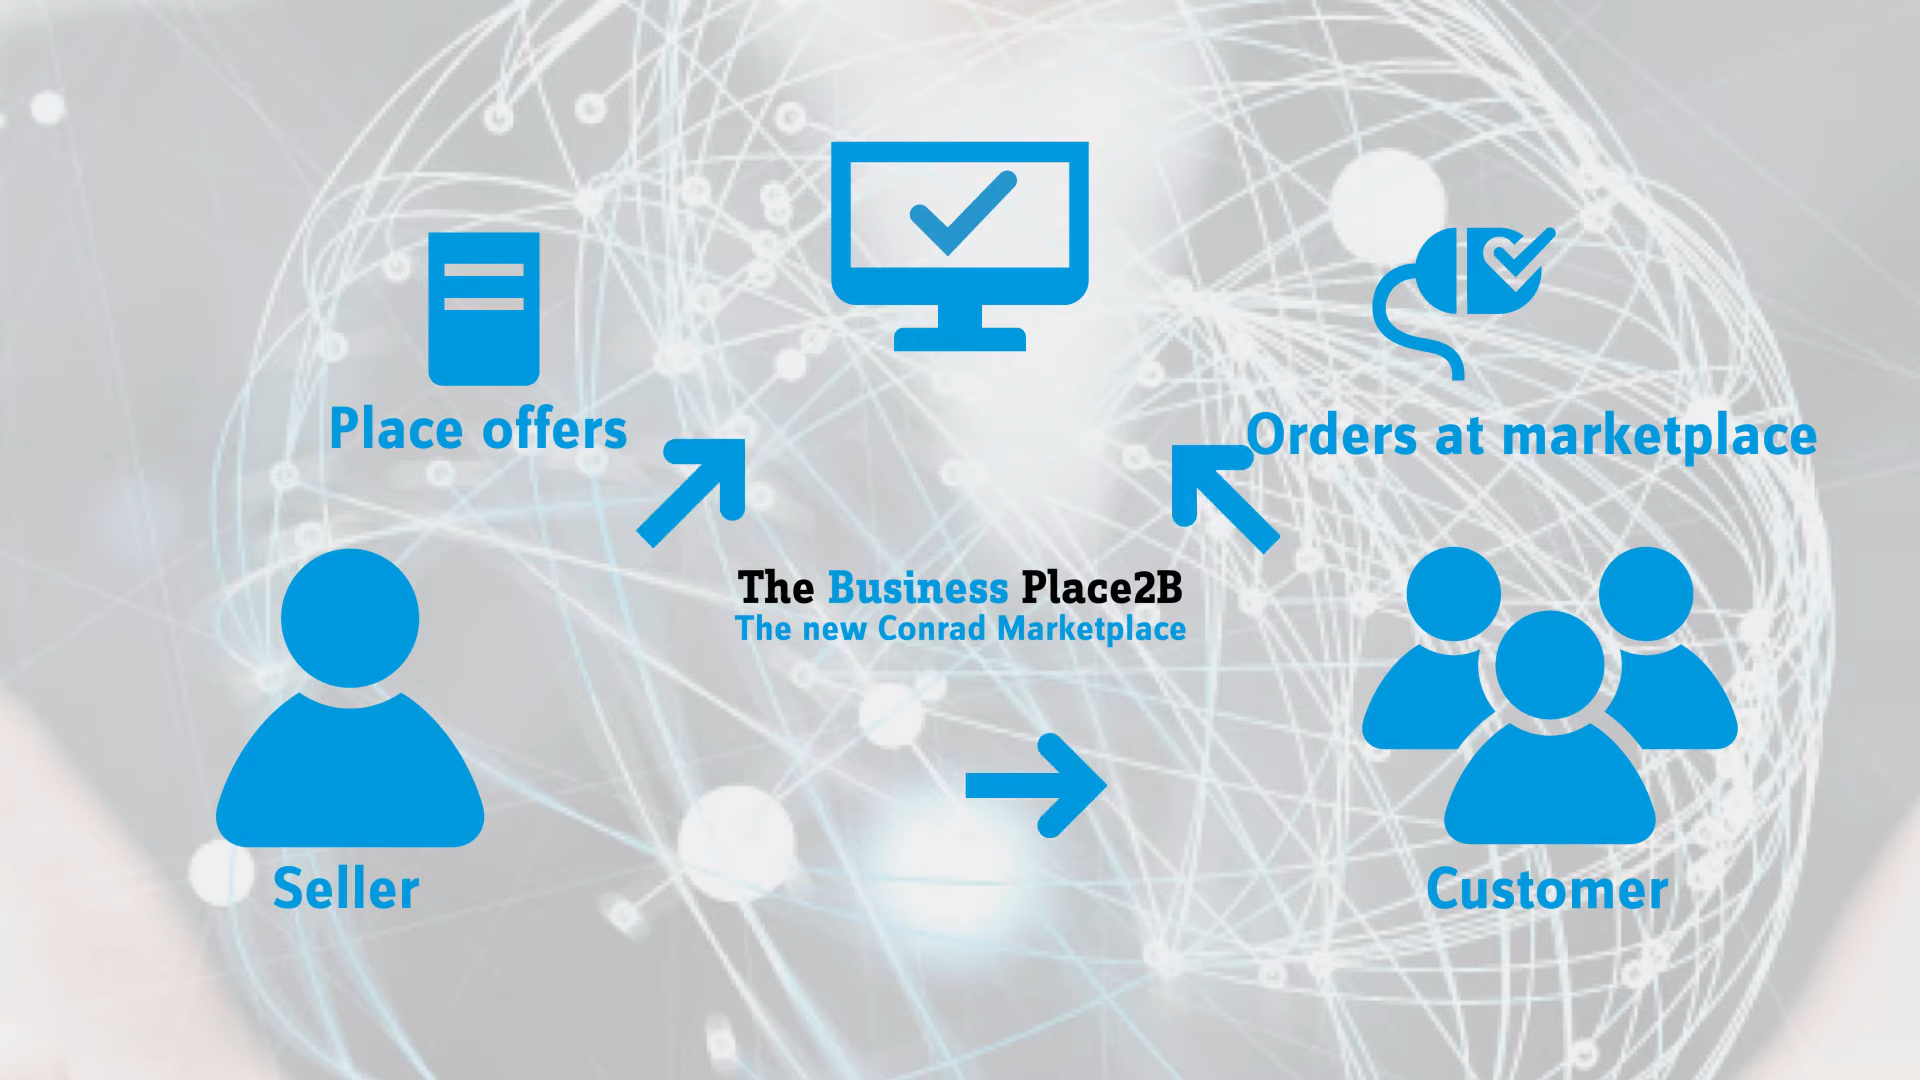 Place offers
Orders at marketplace
The Business Place2B
The new Conrad Marketplace
Seller
Customer